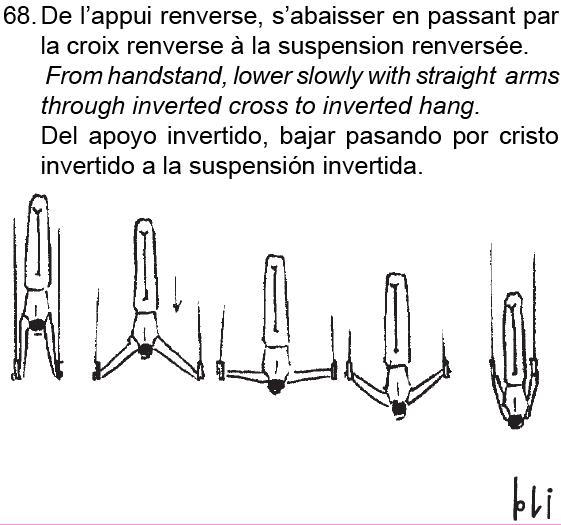 68. De l’appui renverse, s’abaisser en passant par
la croix renverse à la suspension renversée.
From handstand, lower slowly with straight arms
through inverted cross to inverted hang.
Del apoyo invertido, bajar pasando por cristo
invertido a la suspensión invertida.
bli